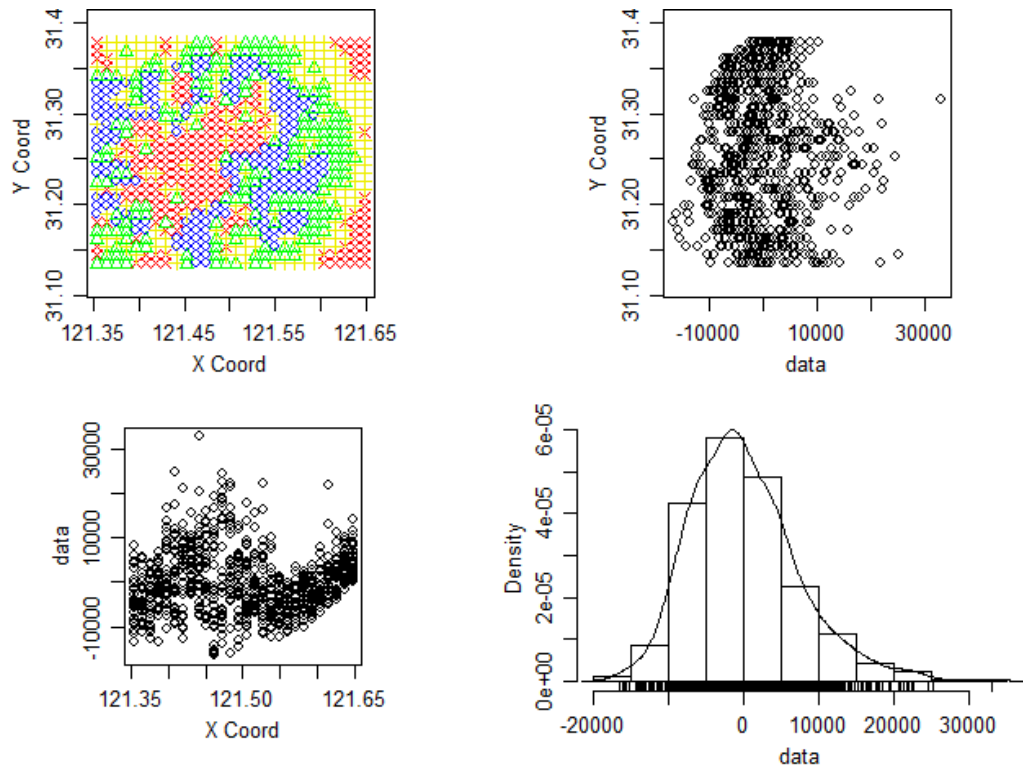 31.4
31.30
31.20
31.10
Y Coord
121.35 121.45 121.55 121.65
X Coord
31.4
31.30
31.20
31.10
Y Coord
-10000 10000 30000
data
30000
10000
-10000
data
121.35 121.50 121.65
X Coord
6e-05
4e-05
2e-05
0e+00
Density
-20000 0 10000 30000
data